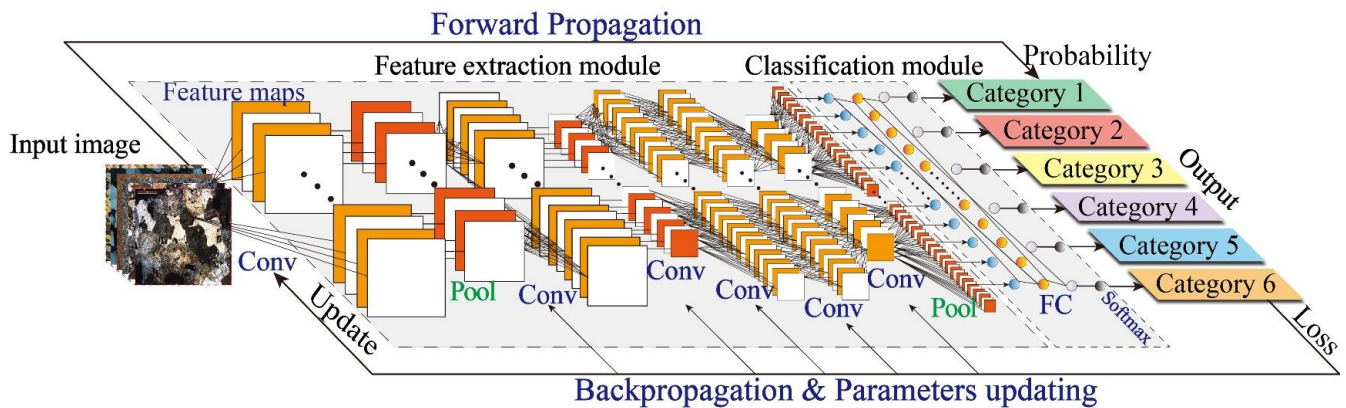 Forward Propagation
Feature extraction module
Classification module
Probability
Feature maps
Input image
Category 1
Category 2
Category 3
Category 4
Category 5
Category 6
Output
Conv
Pool
Conv
Conv
Conv
Conv
Conv
Pool
FC
Softmax
Update
Loss
Backpropagation & Parameters updating